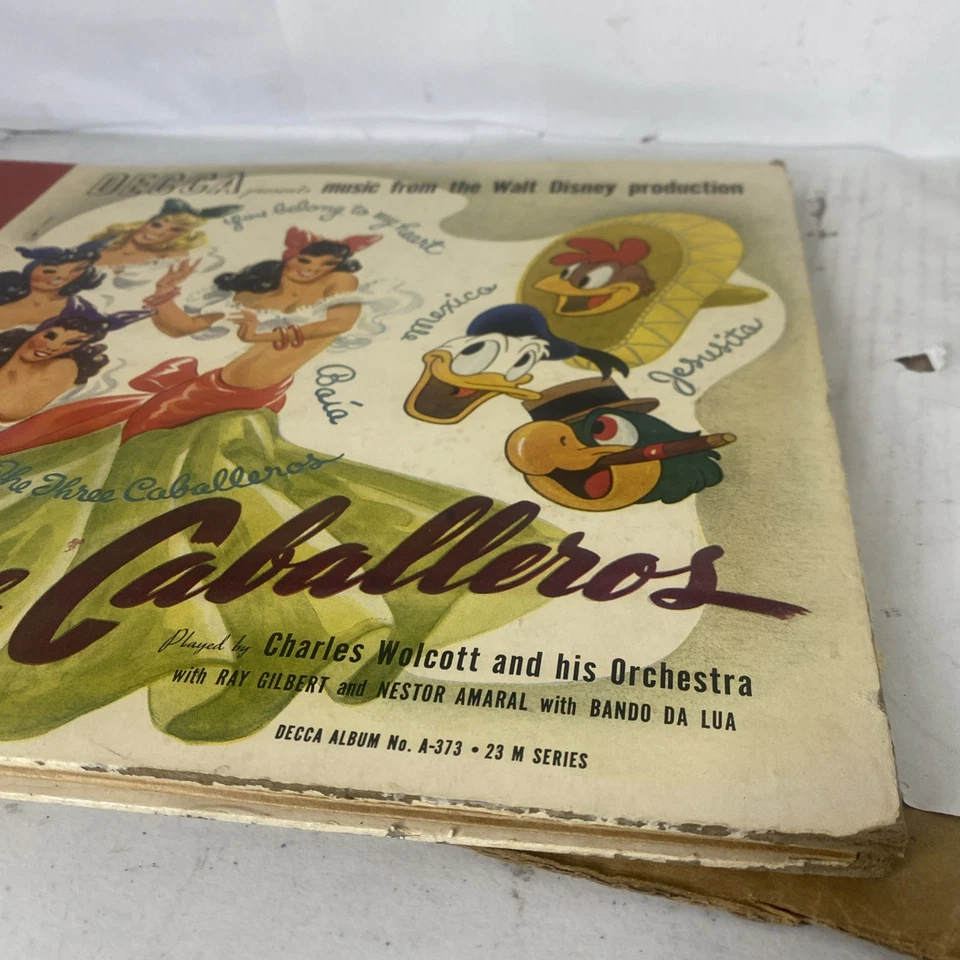 DECCA presents music from the Walt Disney production
You belong to my heart
Mexico
Jesusita
Baía
The Three Caballeros
Caballeros
Played by Charles Wolcott and his Orchestra
with RAY GILBERT and NESTOR AMARAL with BANDO DA LUA
DECCA ALBUM No. A-373 • 23 M SERIES